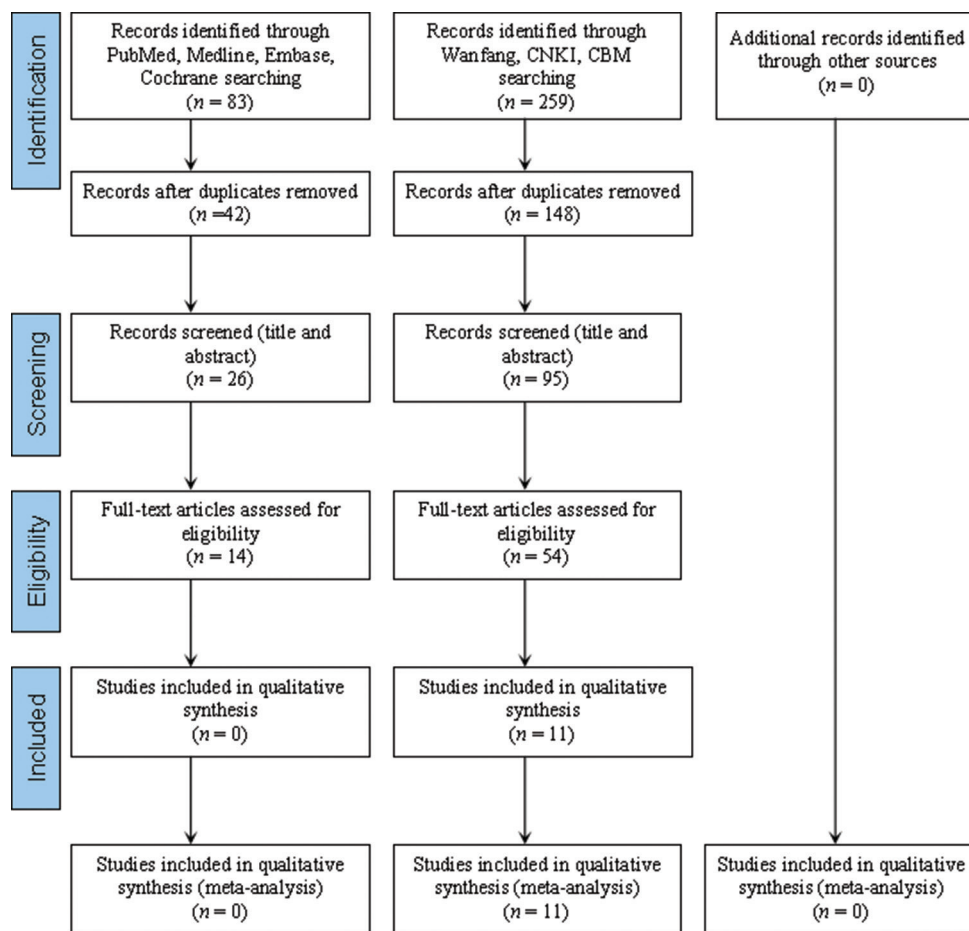 Identification
Records identified through
PubMed, Medline, Embase,
Cochrane searching
(n = 83)
Records identified through
Wanfang, CNKI, CBM
searching
(n = 259)
Additional records identified
through other sources
(n = 0)
Records after duplicates removed
(n =42)
Records after duplicates removed
(n = 148)
Screening
Records screened (title and
abstract)
(n = 26)
Records screened (title and
abstract)
(n = 95)
Eligibility
Full-text articles assessed for
eligibility
(n = 14)
Full-text articles assessed for
eligibility
(n = 54)
Included
Studies included in qualitative
synthesis
(n = 0)
Studies included in qualitative
synthesis
(n = 11)
Studies included in qualitative
synthesis (meta-analysis)
(n = 0)
Studies included in qualitative
synthesis (meta-analysis)
(n = 11)
Studies included in qualitative
synthesis (meta-analysis)
(n = 0)